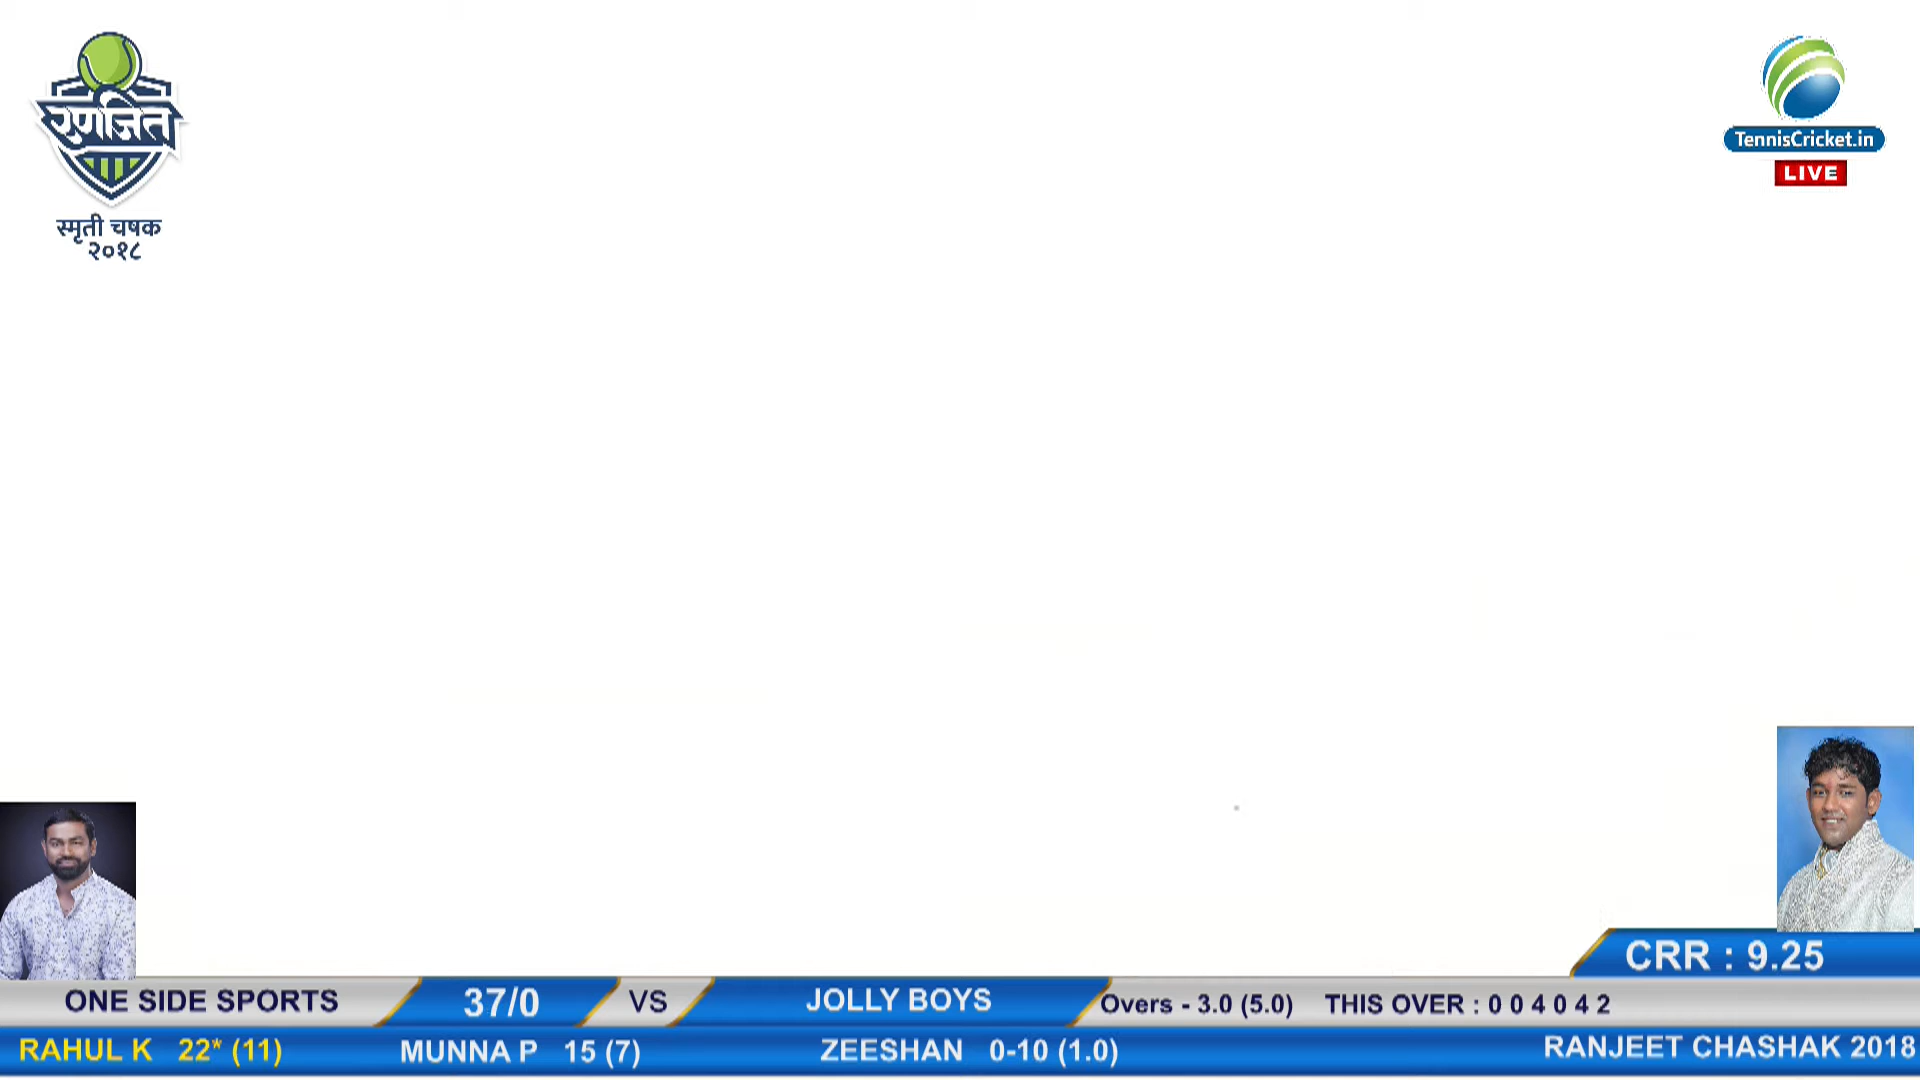 रणजित
स्मृती चषक
२०१८
TennisCricket.in
LIVE
CRR : 9.25
ONE SIDE SPORTS 37/0 VS JOLLY BOYS Overs - 3.0 (5.0) THIS OVER : 0 0 4 0 4 2
RAHUL K 22* (11) MUNNA P 15 (7) ZEESHAN 0-10 (1.0) RANJEET CHASHAK 2018